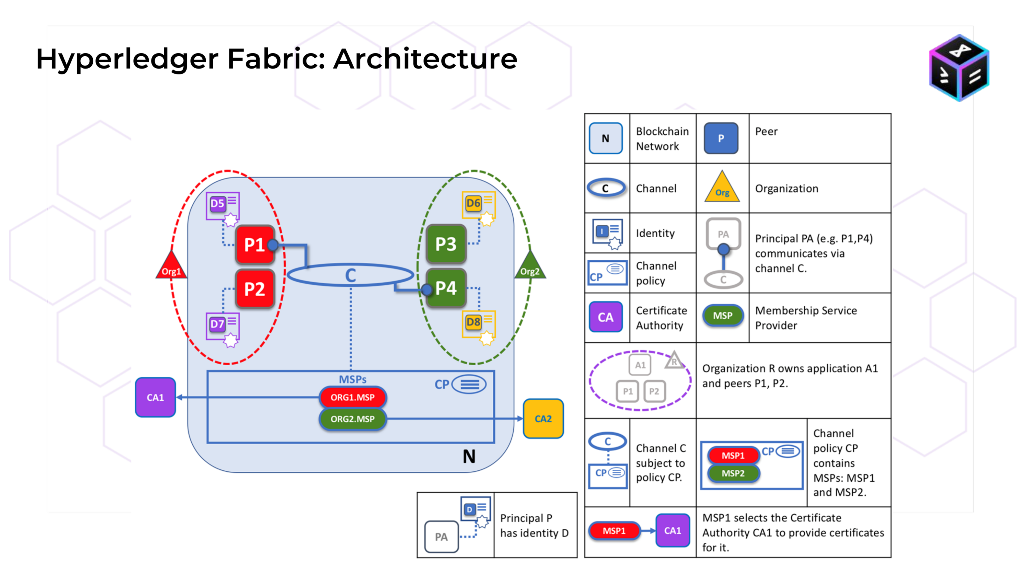 Hyperledger Fabric: Architecture
D5
P1
P2
D7
Org1
C
D6
P3
P4
D8
Org2
MSPs
ORG1.MSP
ORG2.MSP
CP
CA1
CA2
N
D
PA
Principal P
has identity D
N
Blockchain
Network
P
Peer
C
Channel
Org
Organization
I
Identity
CP
Channel
policy
PA
C
Principal PA (e.g. P1,P4)
communicates via
channel C.
CA
Certificate
Authority
MSP
Membership Service
Provider
A1
R
P1
P2
Organization R owns application A1
and peers P1, P2.
C
CP
Channel C
subject to
policy CP.
MSP1
MSP2
CP
Channel
policy CP
contains
MSPs: MSP1
and MSP2.
MSP1
CA1
MSP1 selects the Certificate
Authority CA1 to provide certificates
for it.